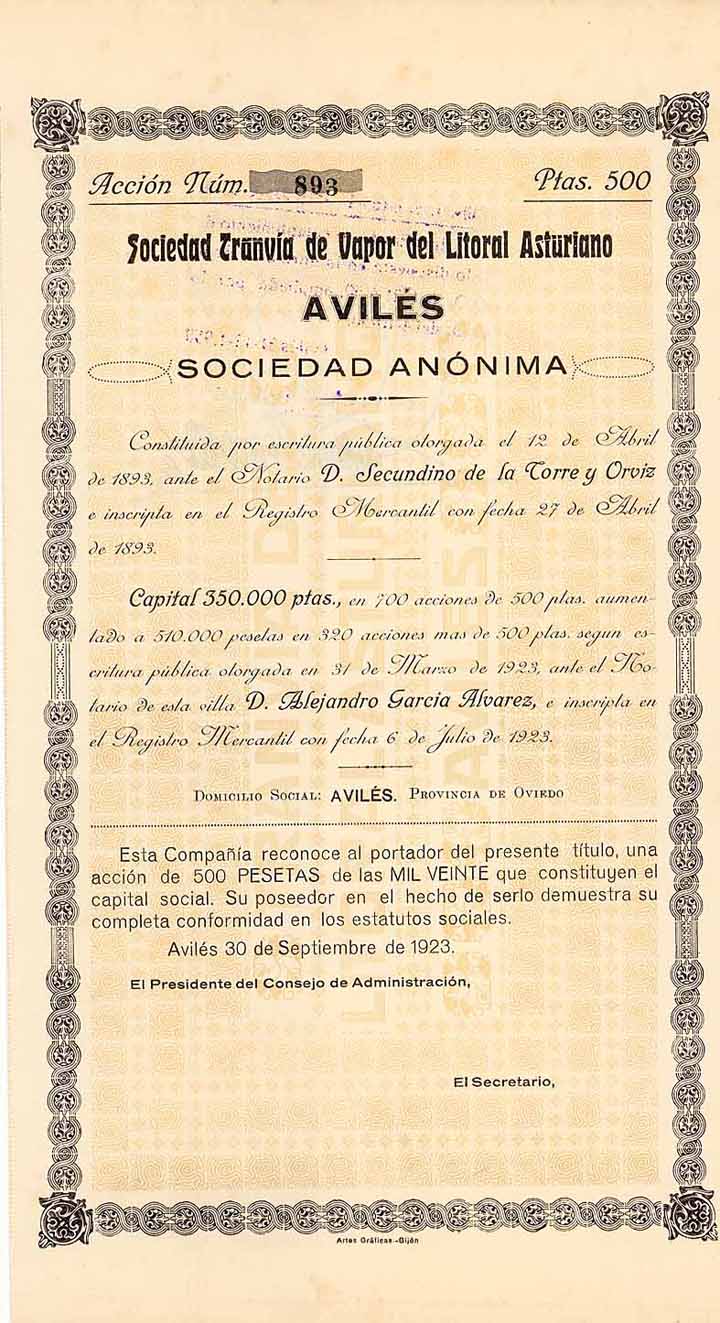 Acción Núm. 893 Ptas. 500
Sociedad Tranvía de Vapor del Litoral Asturiano
AVILÉS
SOCIEDAD ANÓNIMA
Constituida por escritura pública otorgada el 12 de Abril
de 1893, ante el Notario D. Secundino de la Torre y Orviz
e inscripta en el Registro Mercantil con fecha 27 de Abril
de 1893.
Capital 350.000 ptas., en 700 acciones de 500 ptas. aumen-
tado a 510.000 pesetas en 320 acciones mas de 500 ptas. segun es-
critura pública otorgada en 31 de Marzo de 1923, ante el No-
tario de esta villa D. Alejandro Garcia Alvarez, e inscripta en
el Registro Mercantil con fecha 6 de Julio de 1923.
Domicilio Social: AVILÉS. Provincia de Oviedo
Esta Compañía reconoce al portador del presente título, una
acción de 500 PESETAS de las MIL VEINTE que constituyen el
capital social. Su poseedor en el hecho de serlo demuestra su
completa conformidad en los estatutos sociales.
Avilés 30 de Septiembre de 1923.
El Presidente del Consejo de Administración,
El Secretario,
Artes Gráficas.-Gijón